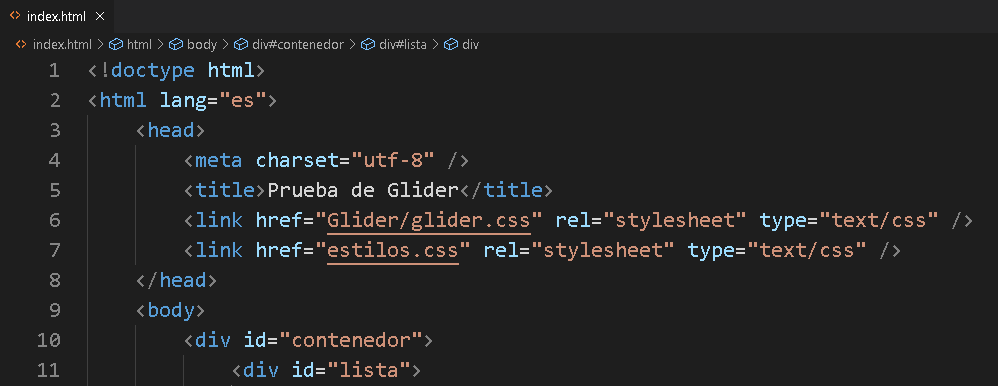 index.html
index.html > html > body > div#contenedor > div#lista > div
1 <!doctype html>
2 <html lang="es">
3 <head>
4 <meta charset="utf-8" />
5 <title>Prueba de Glider</title>
6 <link href="Glider/glider.css" rel="stylesheet" type="text/css" />
7 <link href="estilos.css" rel="stylesheet" type="text/css" />
8 </head>
9 <body>
10 <div id="contenedor">
11 <div id="lista">